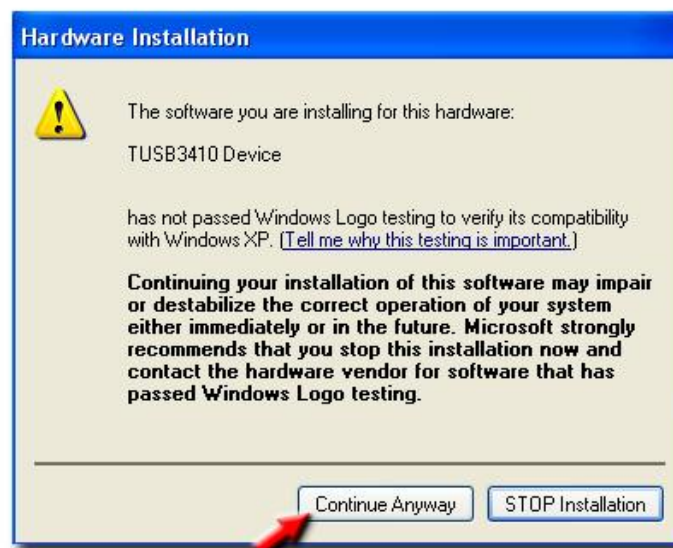 Hardware Installation
The software you are installing for this hardware:
TUSB3410 Device
has not passed Windows Logo testing to verify its compatibility
with Windows XP. (Tell me why this testing is important.)
Continuing your installation of this software may impair
or destabilize the correct operation of your system
either immediately or in the future. Microsoft strongly
recommends that you stop this installation now and
contact the hardware vendor for software that has
passed Windows Logo testing.
Continue Anyway
STOP Installation